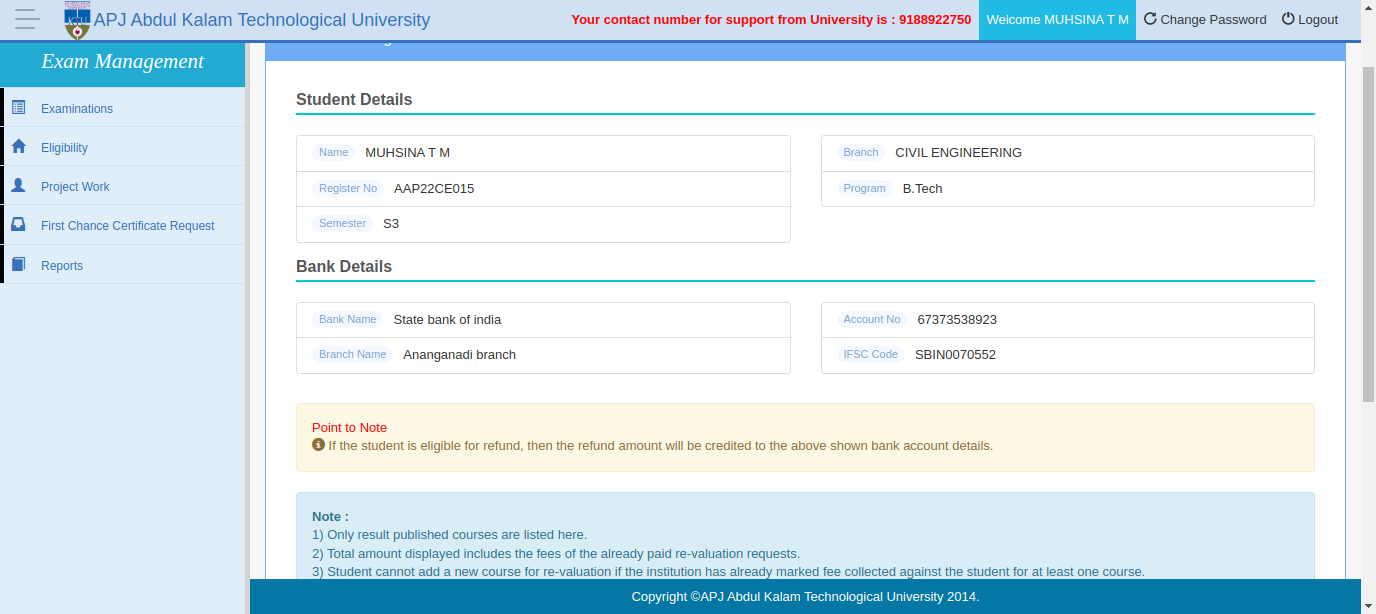 APJ Abdul Kalam Technological University
Your contact number for support from University is : 9188922750
Welcome MUHSINA T M
Change Password
Logout
Exam Management
Examinations
Eligibility
Project Work
First Chance Certificate Request
Reports
Student Details
Name MUHSINA T M
Register No AAP22CE015
Semester S3
Branch CIVIL ENGINEERING
Program B.Tech
Bank Details
Bank Name State bank of india
Branch Name Ananganadi branch
Account No 67373538923
IFSC Code SBIN0070552
Point to Note
If the student is eligible for refund, then the refund amount will be credited to the above shown bank account details.
Note :
1) Only result published courses are listed here.
2) Total amount displayed includes the fees of the already paid re-valuation requests.
3) Student cannot add a new course for re-valuation if the institution has already marked fee collected against the student for at least one course.
Copyright ©APJ Abdul Kalam Technological University 2014.